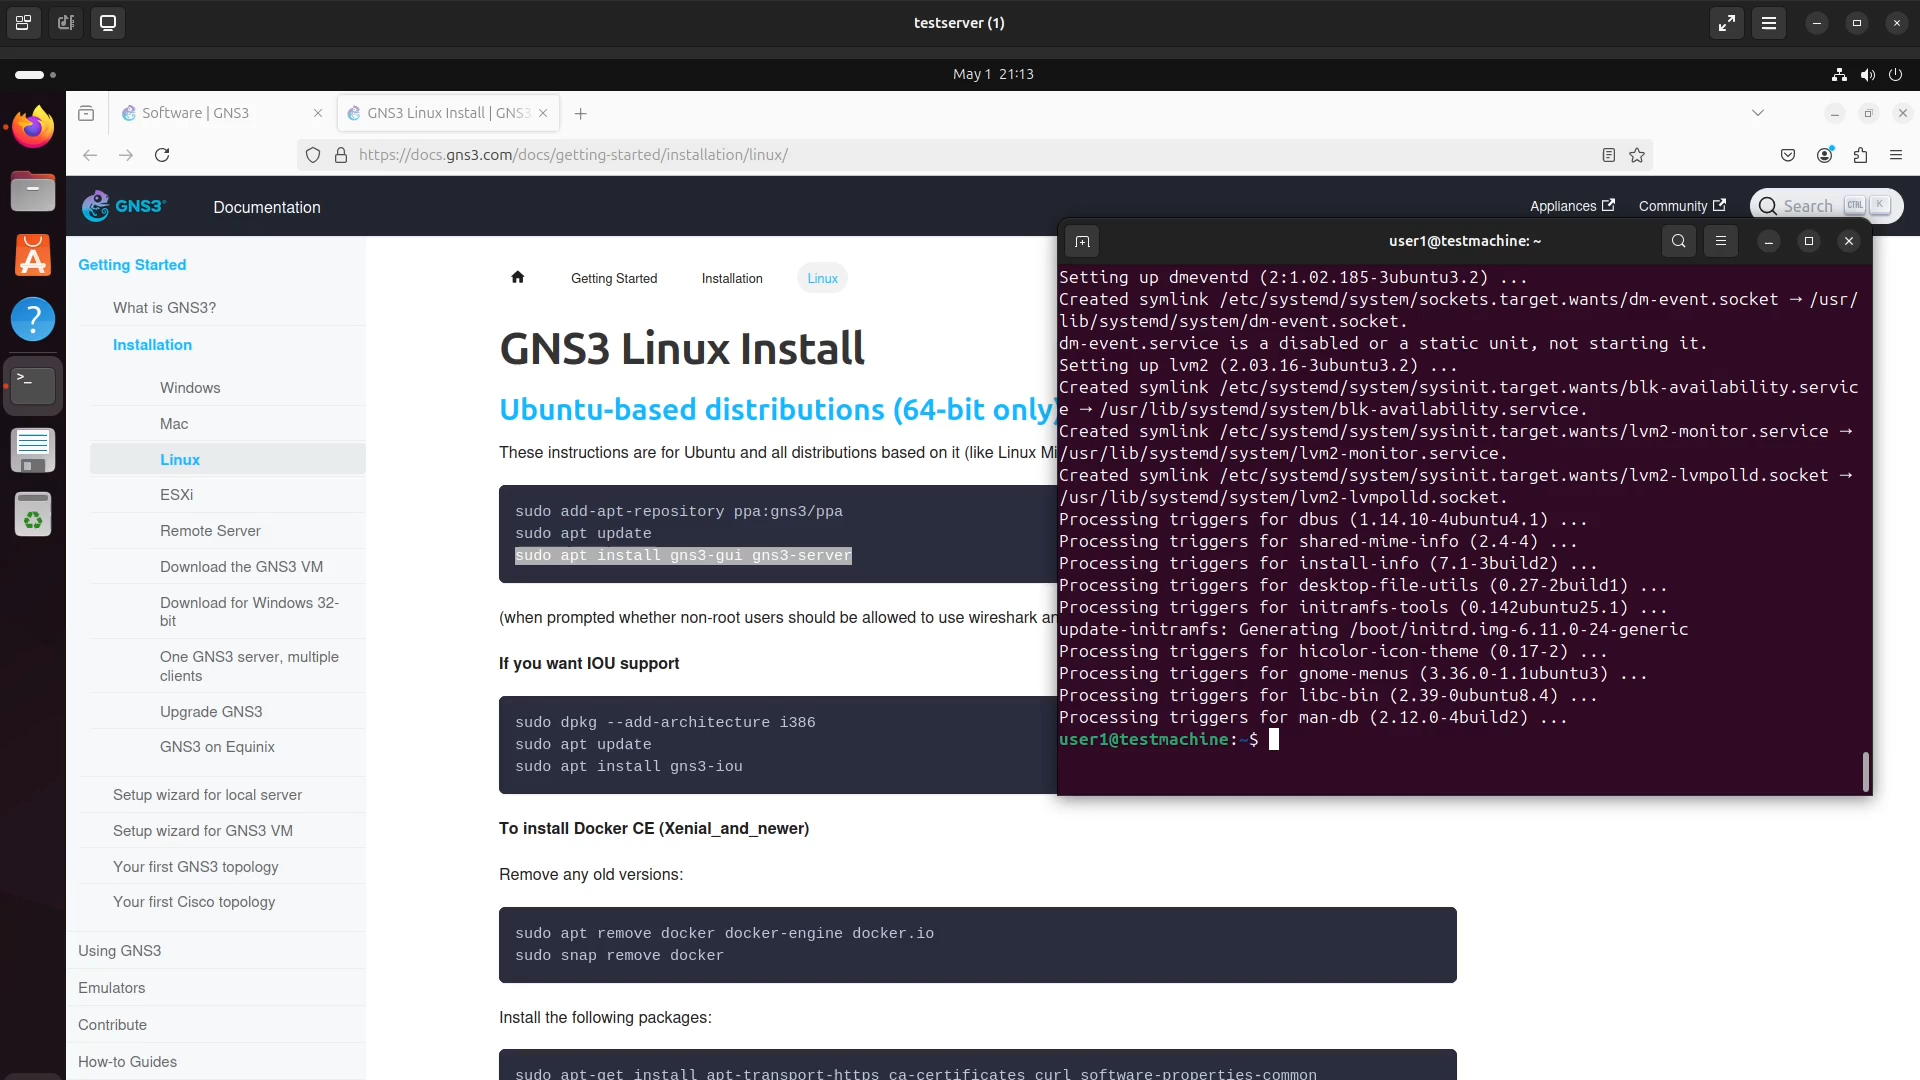 testserver (1)
May 1 21:13
Software | GNS3
GNS3 Linux Install | GNS3
https://docs.gns3.com/docs/getting-started/installation/linux/
GNS3
Documentation
Appliances
Community
Search
CTRL
K
Getting Started
What is GNS3?
Installation
Windows
Mac
Linux
ESXi
Remote Server
Download the GNS3 VM
Download for Windows 32-
bit
One GNS3 server, multiple
clients
Upgrade GNS3
GNS3 on Equinix
Setup wizard for local server
Setup wizard for GNS3 VM
Your first GNS3 topology
Your first Cisco topology
Using GNS3
Emulators
Contribute
How-to Guides
Getting Started
Installation
Linux
GNS3 Linux Install
Ubuntu-based distributions (64-bit only)
These instructions are for Ubuntu and all distributions based on it (like Linux Mi
sudo add-apt-repository ppa:gns3/ppa
sudo apt update
sudo apt install gns3-gui gns3-server
(when prompted whether non-root users should be allowed to use wireshark an
If you want IOU support
sudo dpkg --add-architecture i386
sudo apt update
sudo apt install gns3-iou
To install Docker CE (Xenial_and_newer)
Remove any old versions:
sudo apt remove docker docker-engine docker.io
sudo snap remove docker
Install the following packages:
sudo apt-get install apt-transport-https ca-certificates curl software-properties-common
user1@testmachine: ~
Setting up dmeventd (2:1.02.185-3ubuntu3.2) ...
Created symlink /etc/systemd/system/sockets.target.wants/dm-event.socket → /usr/
lib/systemd/system/dm-event.socket.
dm-event.service is a disabled or a static unit, not starting it.
Setting up lvm2 (2.03.16-3ubuntu3.2) ...
Created symlink /etc/systemd/system/sysinit.target.wants/blk-availability.servic
e → /usr/lib/systemd/system/blk-availability.service.
Created symlink /etc/systemd/system/sysinit.target.wants/lvm2-monitor.service →
/usr/lib/systemd/system/lvm2-monitor.service.
Created symlink /etc/systemd/system/sysinit.target.wants/lvm2-lvmpolld.socket →
/usr/lib/systemd/system/lvm2-lvmpolld.socket.
Processing triggers for dbus (1.14.10-4ubuntu4.1) ...
Processing triggers for shared-mime-info (2.4-4) ...
Processing triggers for install-info (7.1-3build2) ...
Processing triggers for desktop-file-utils (0.27-2build1) ...
Processing triggers for initramfs-tools (0.142ubuntu25.1) ...
update-initramfs: Generating /boot/initrd.img-6.11.0-24-generic
Processing triggers for hicolor-icon-theme (0.17-2) ...
Processing triggers for gnome-menus (3.36.0-1.1ubuntu3) ...
Processing triggers for libc-bin (2.39-0ubuntu8.4) ...
Processing triggers for man-db (2.12.0-4build2) ...
user1@testmachine:~$